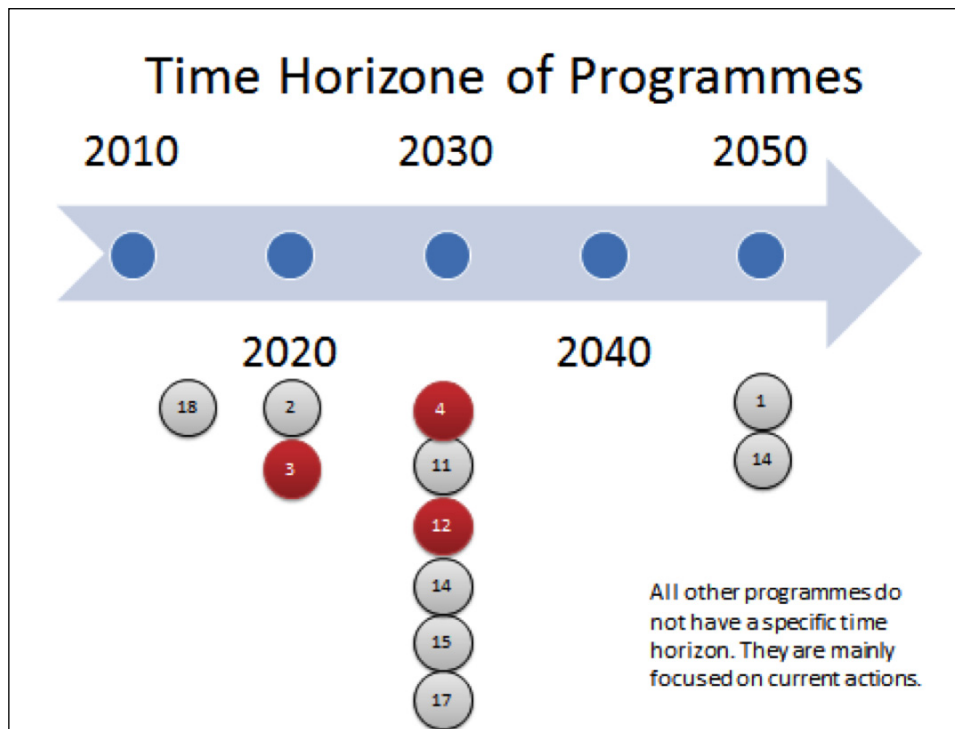 Time Horizone of Programmes
2010 2030 2050
2020 2040
18 2 4 1
3 11 14
12
14
15
17
All other programmes do
not have a specific time
horizon. They are mainly
focused on current actions.